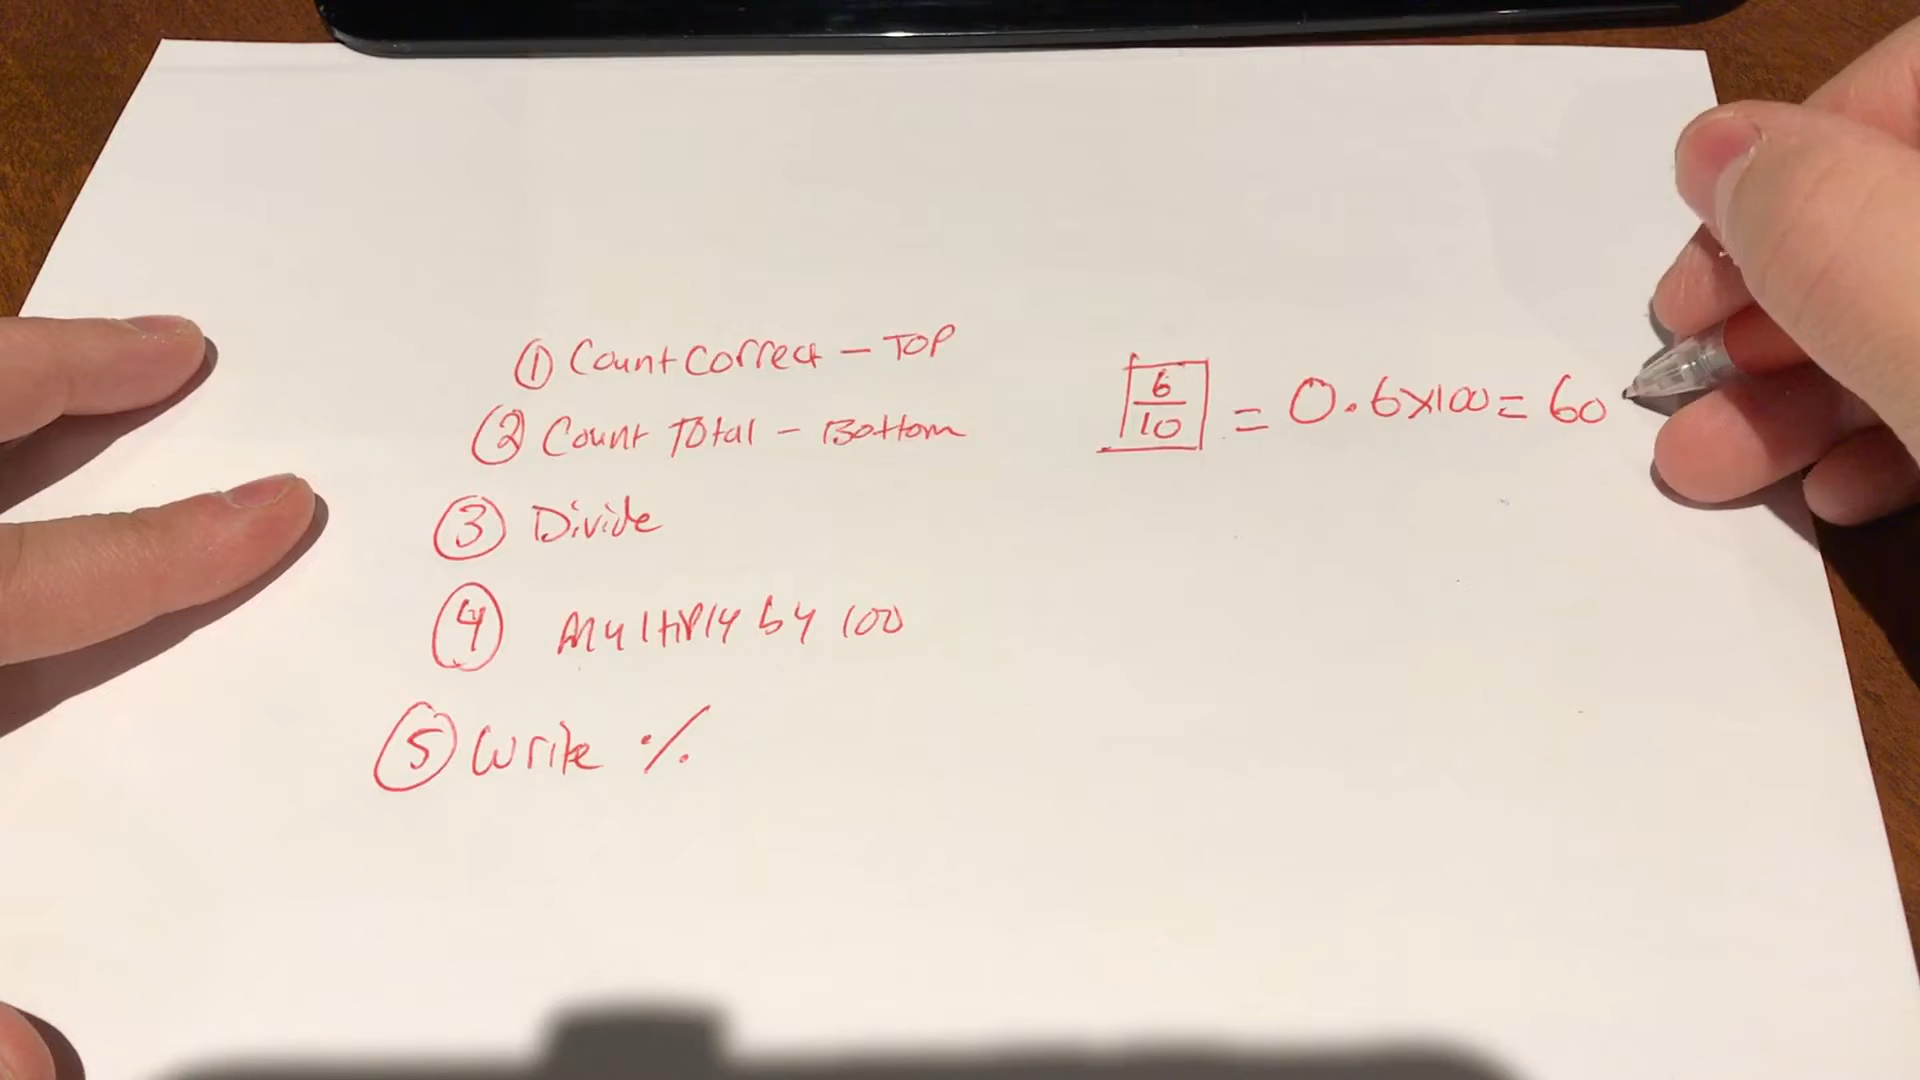 ① Count Correct - TOP
② Count Total - Bottom
③ Divide
④ Multiply by 100
⑤ Write %
6/10 = 0.6x100= 60